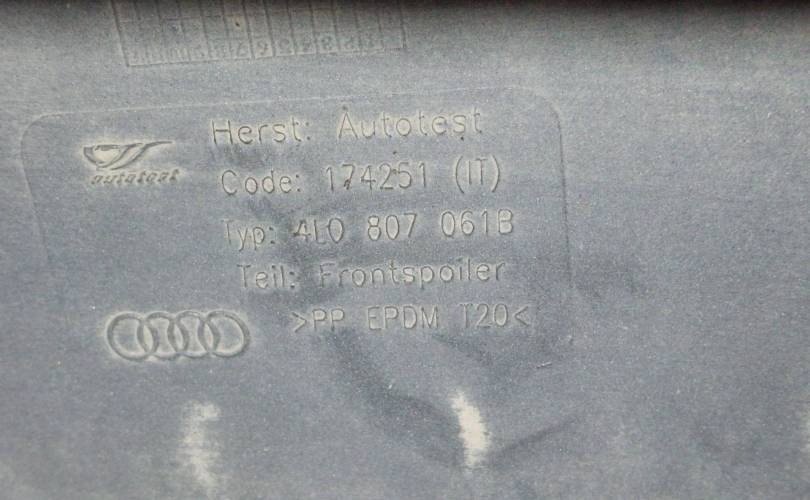 Herst: Autotest
autotest
Code: 174251 (IT)
Typ: 4L0 807 061B
Teil: Frontspoiler
>PP EPDM T20<